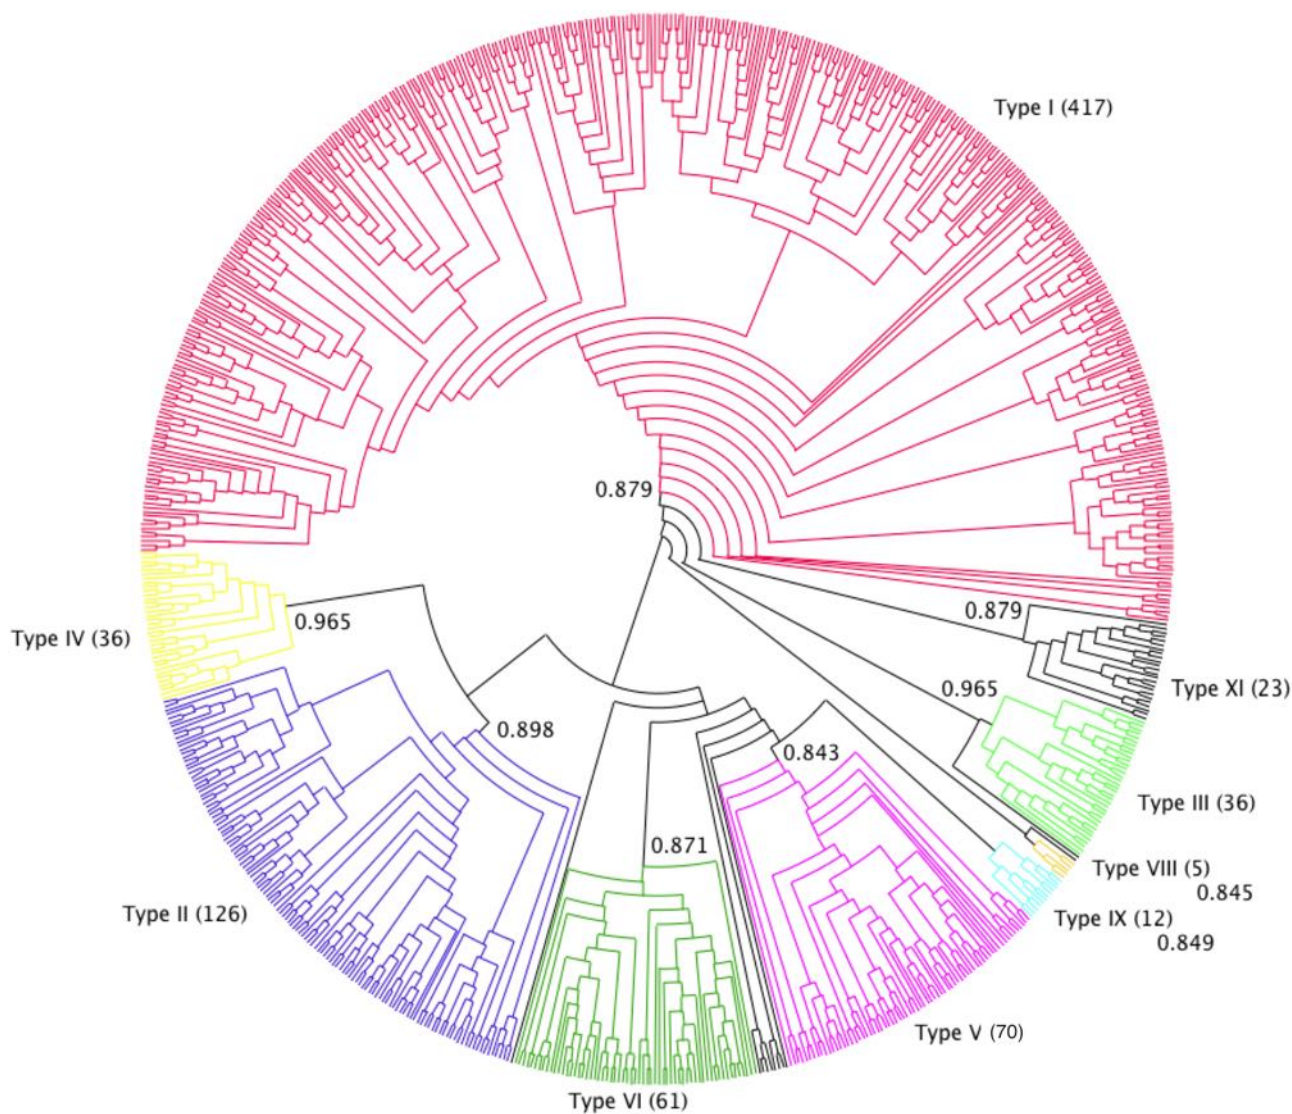 Type I (417)
0.879
0.879
0.965
Type IV (36)
0.965
Type XI (23)
0.898
0.843
Type III (36)
0.871
Type VIII (5)
0.845
Type II (126)
Type IX (12)
0.849
Type V (70)
Type VI (61)